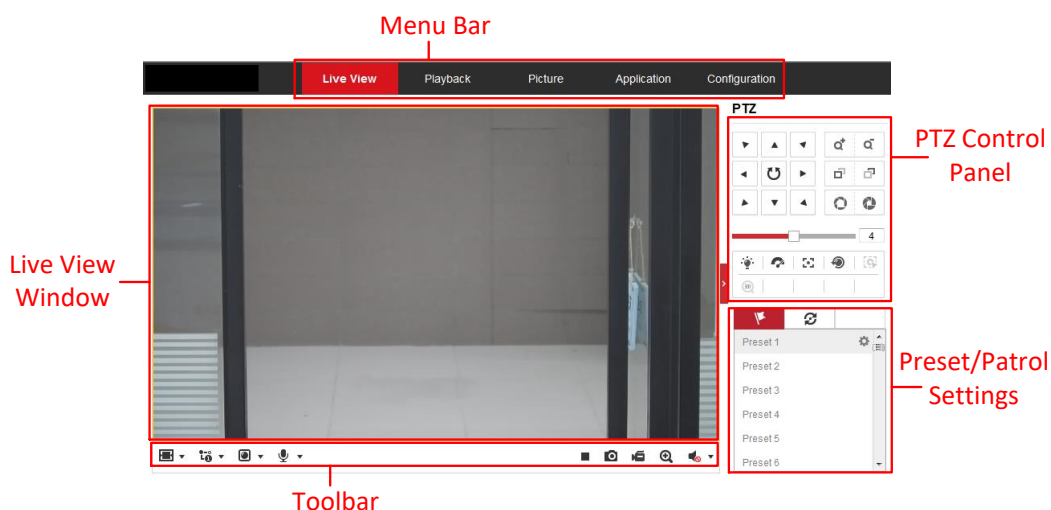 Menu Bar
Live View
Playback
Picture
Application
Configuration
PTZ
PTZ Control
Panel
4
Live View
Window
Preset 1
Preset 2
Preset 3
Preset 4
Preset 5
Preset 6
Preset/Patrol
Settings
Toolbar